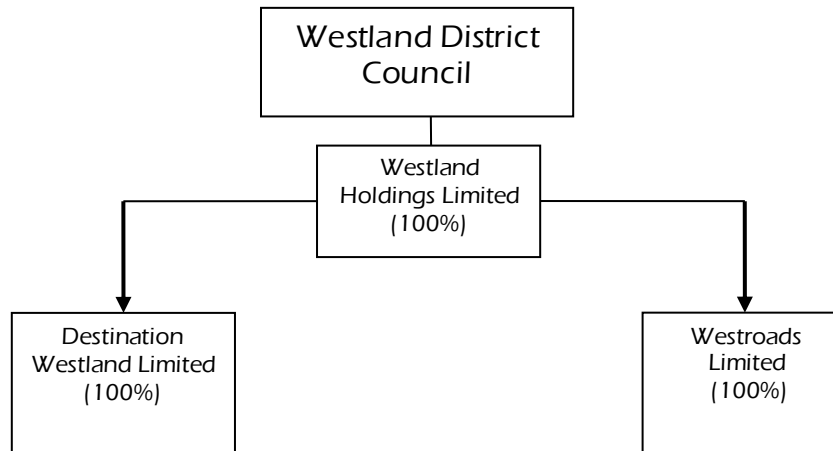 Westland District
Council
Westland
Holdings Limited
(100%)
Destination
Westland Limited
(100%)
Westroads
Limited
(100%)